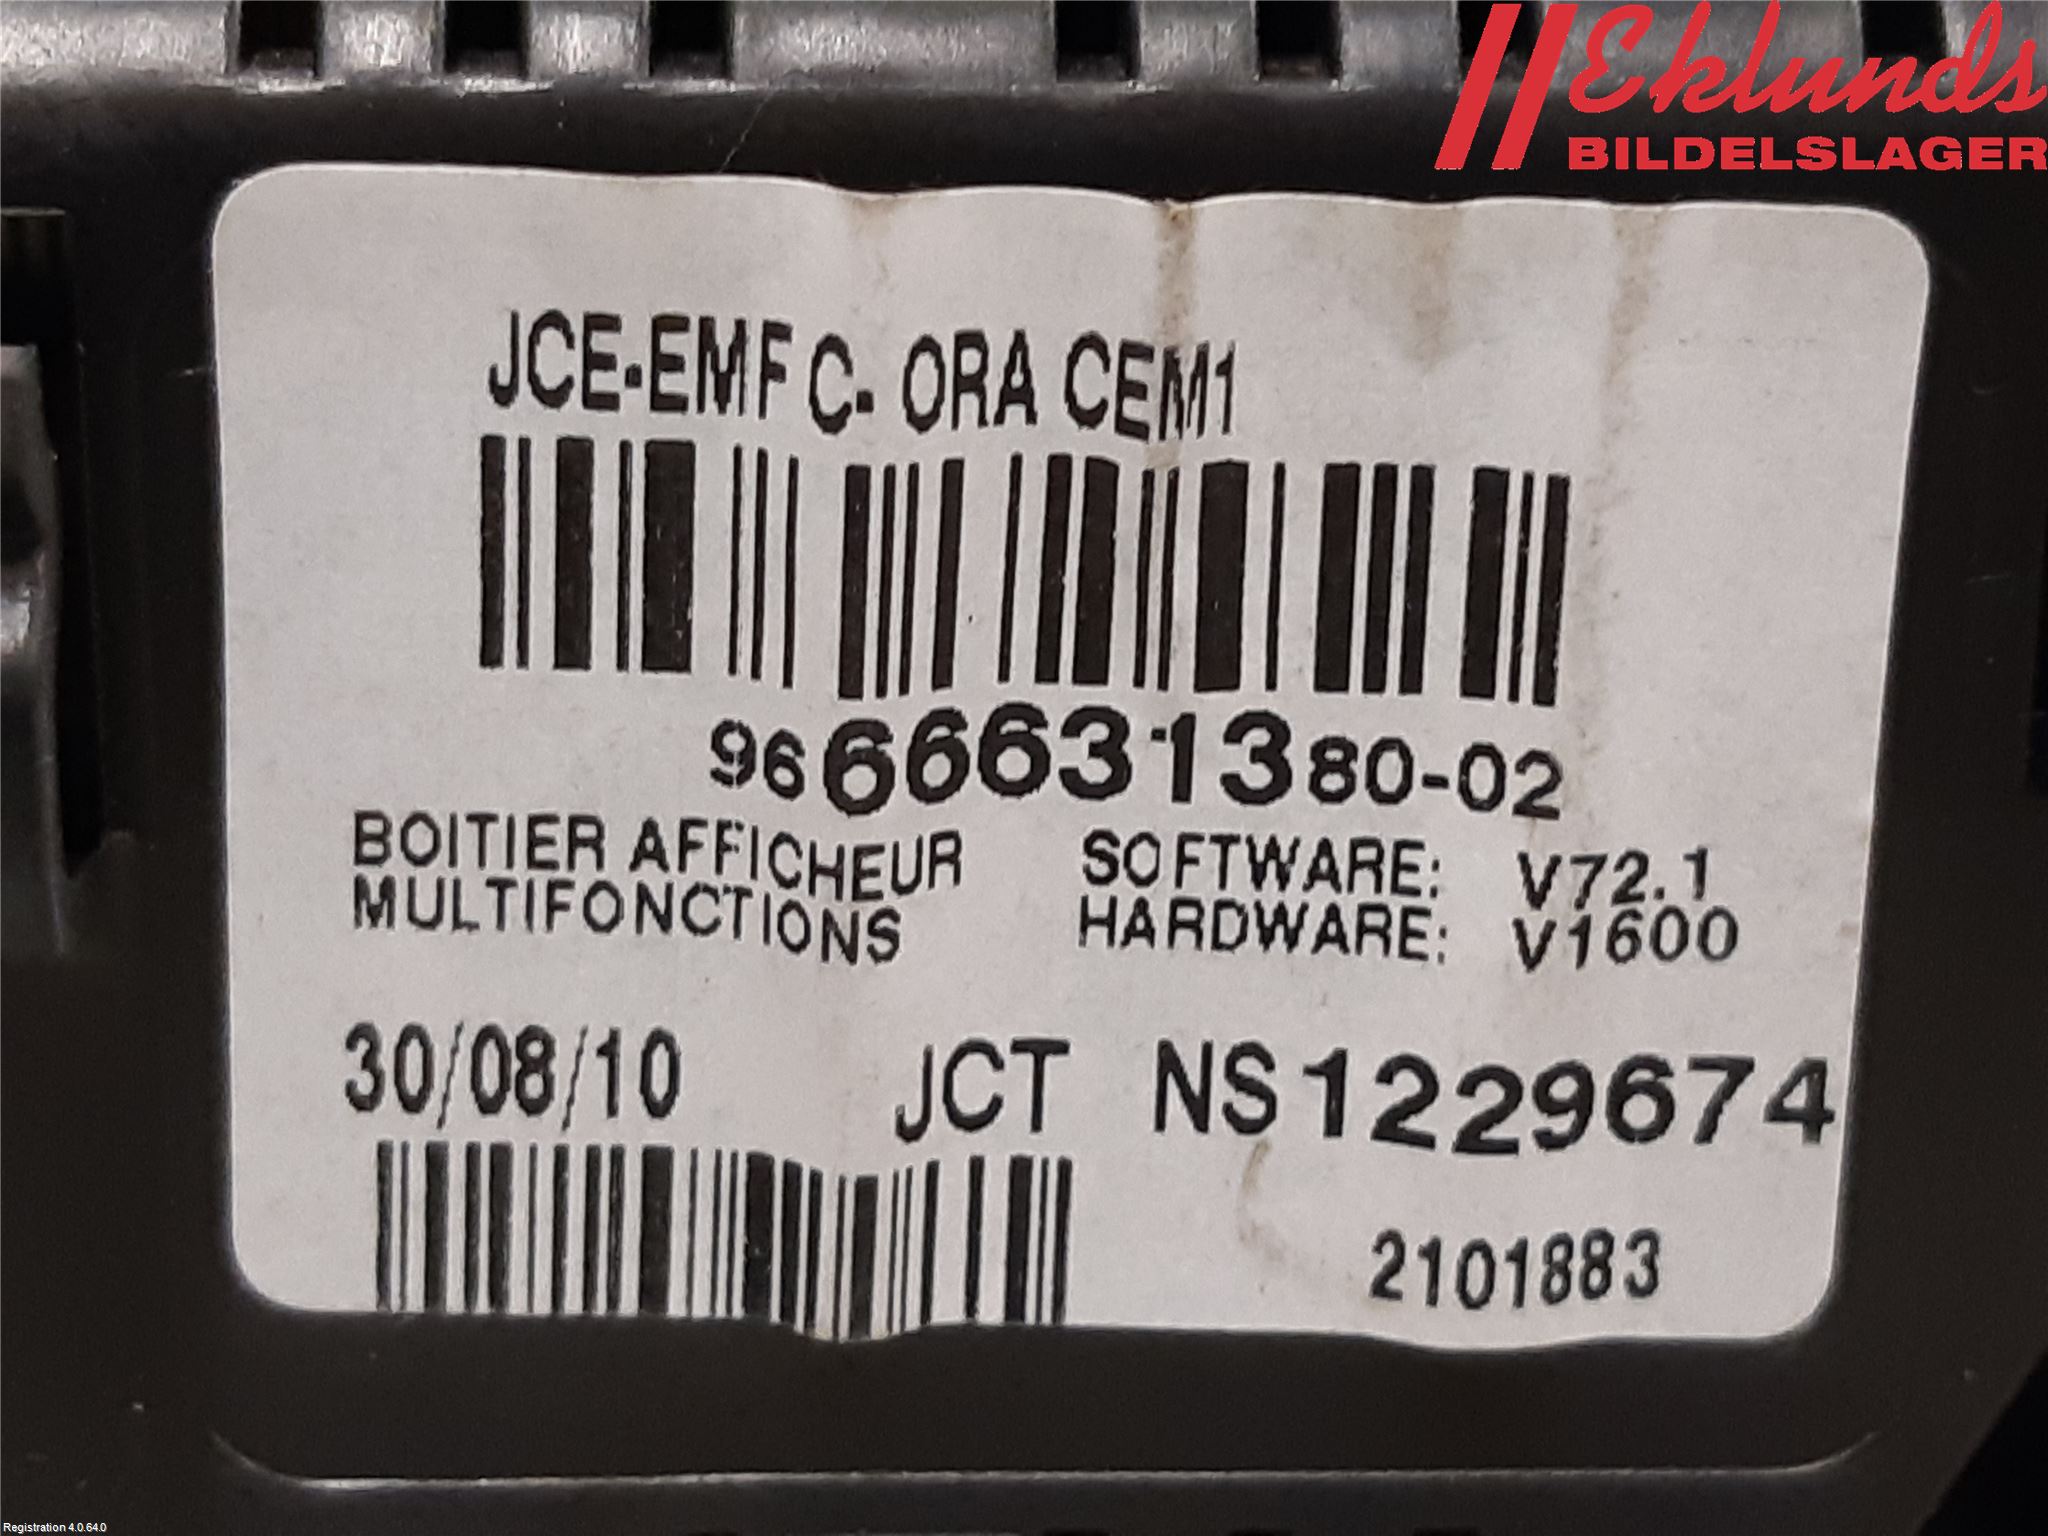 Eklunds
BILDELSLAGER
JCE-EMF C- ORA CEM1
9666631380-02
BOITIER AFFICHEUR
MULTIFONCTIONS
SOFTWARE: V72.1
HARDWARE: V1600
30/08/10 JCT NS1229674
2101883
Registration 4.0.64.0